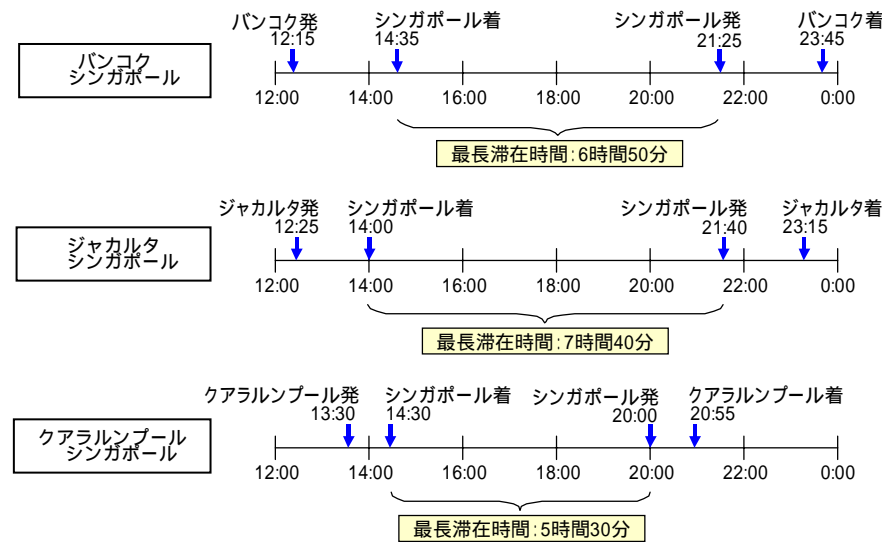 バンコク発
12:15
シンガポール着
14:35
シンガポール発
21:25
バンコク着
23:45
バンコク
シンガポール
12:00 14:00 16:00 18:00 20:00 22:00 0:00
最長滞在時間:6時間50分
ジャカルタ発
12:25
シンガポール着
14:00
シンガポール発
21:40
ジャカルタ着
23:15
ジャカルタ
シンガポール
12:00 14:00 16:00 18:00 20:00 22:00 0:00
最長滞在時間:7時間40分
クアラルンプール発
13:30
シンガポール着
14:30
シンガポール発
20:00
クアラルンプール着
20:55
クアラルンプール
シンガポール
12:00 14:00 16:00 18:00 20:00 22:00 0:00
最長滞在時間:5時間30分